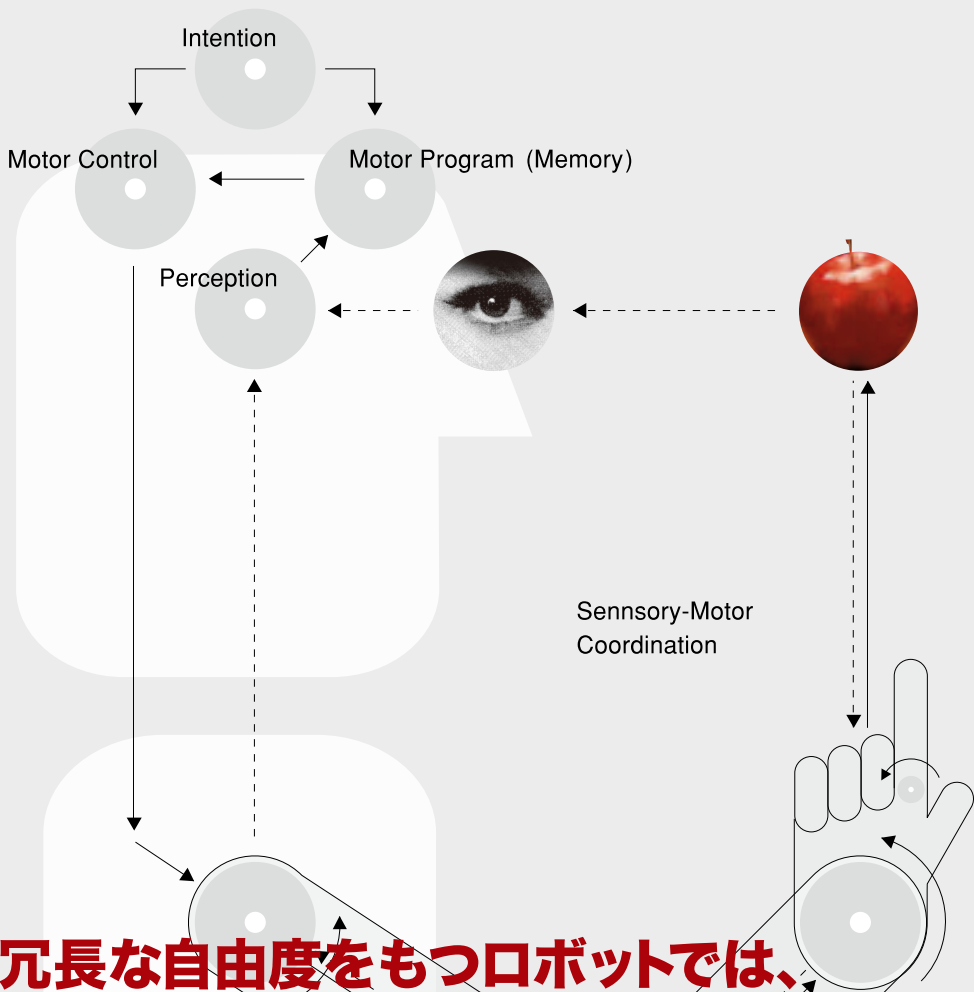 Intention
Motor Control
Motor Program (Memory)
Perception
Sennsory-Motor
Coordination
冗長な自由度をもつロボットでは、